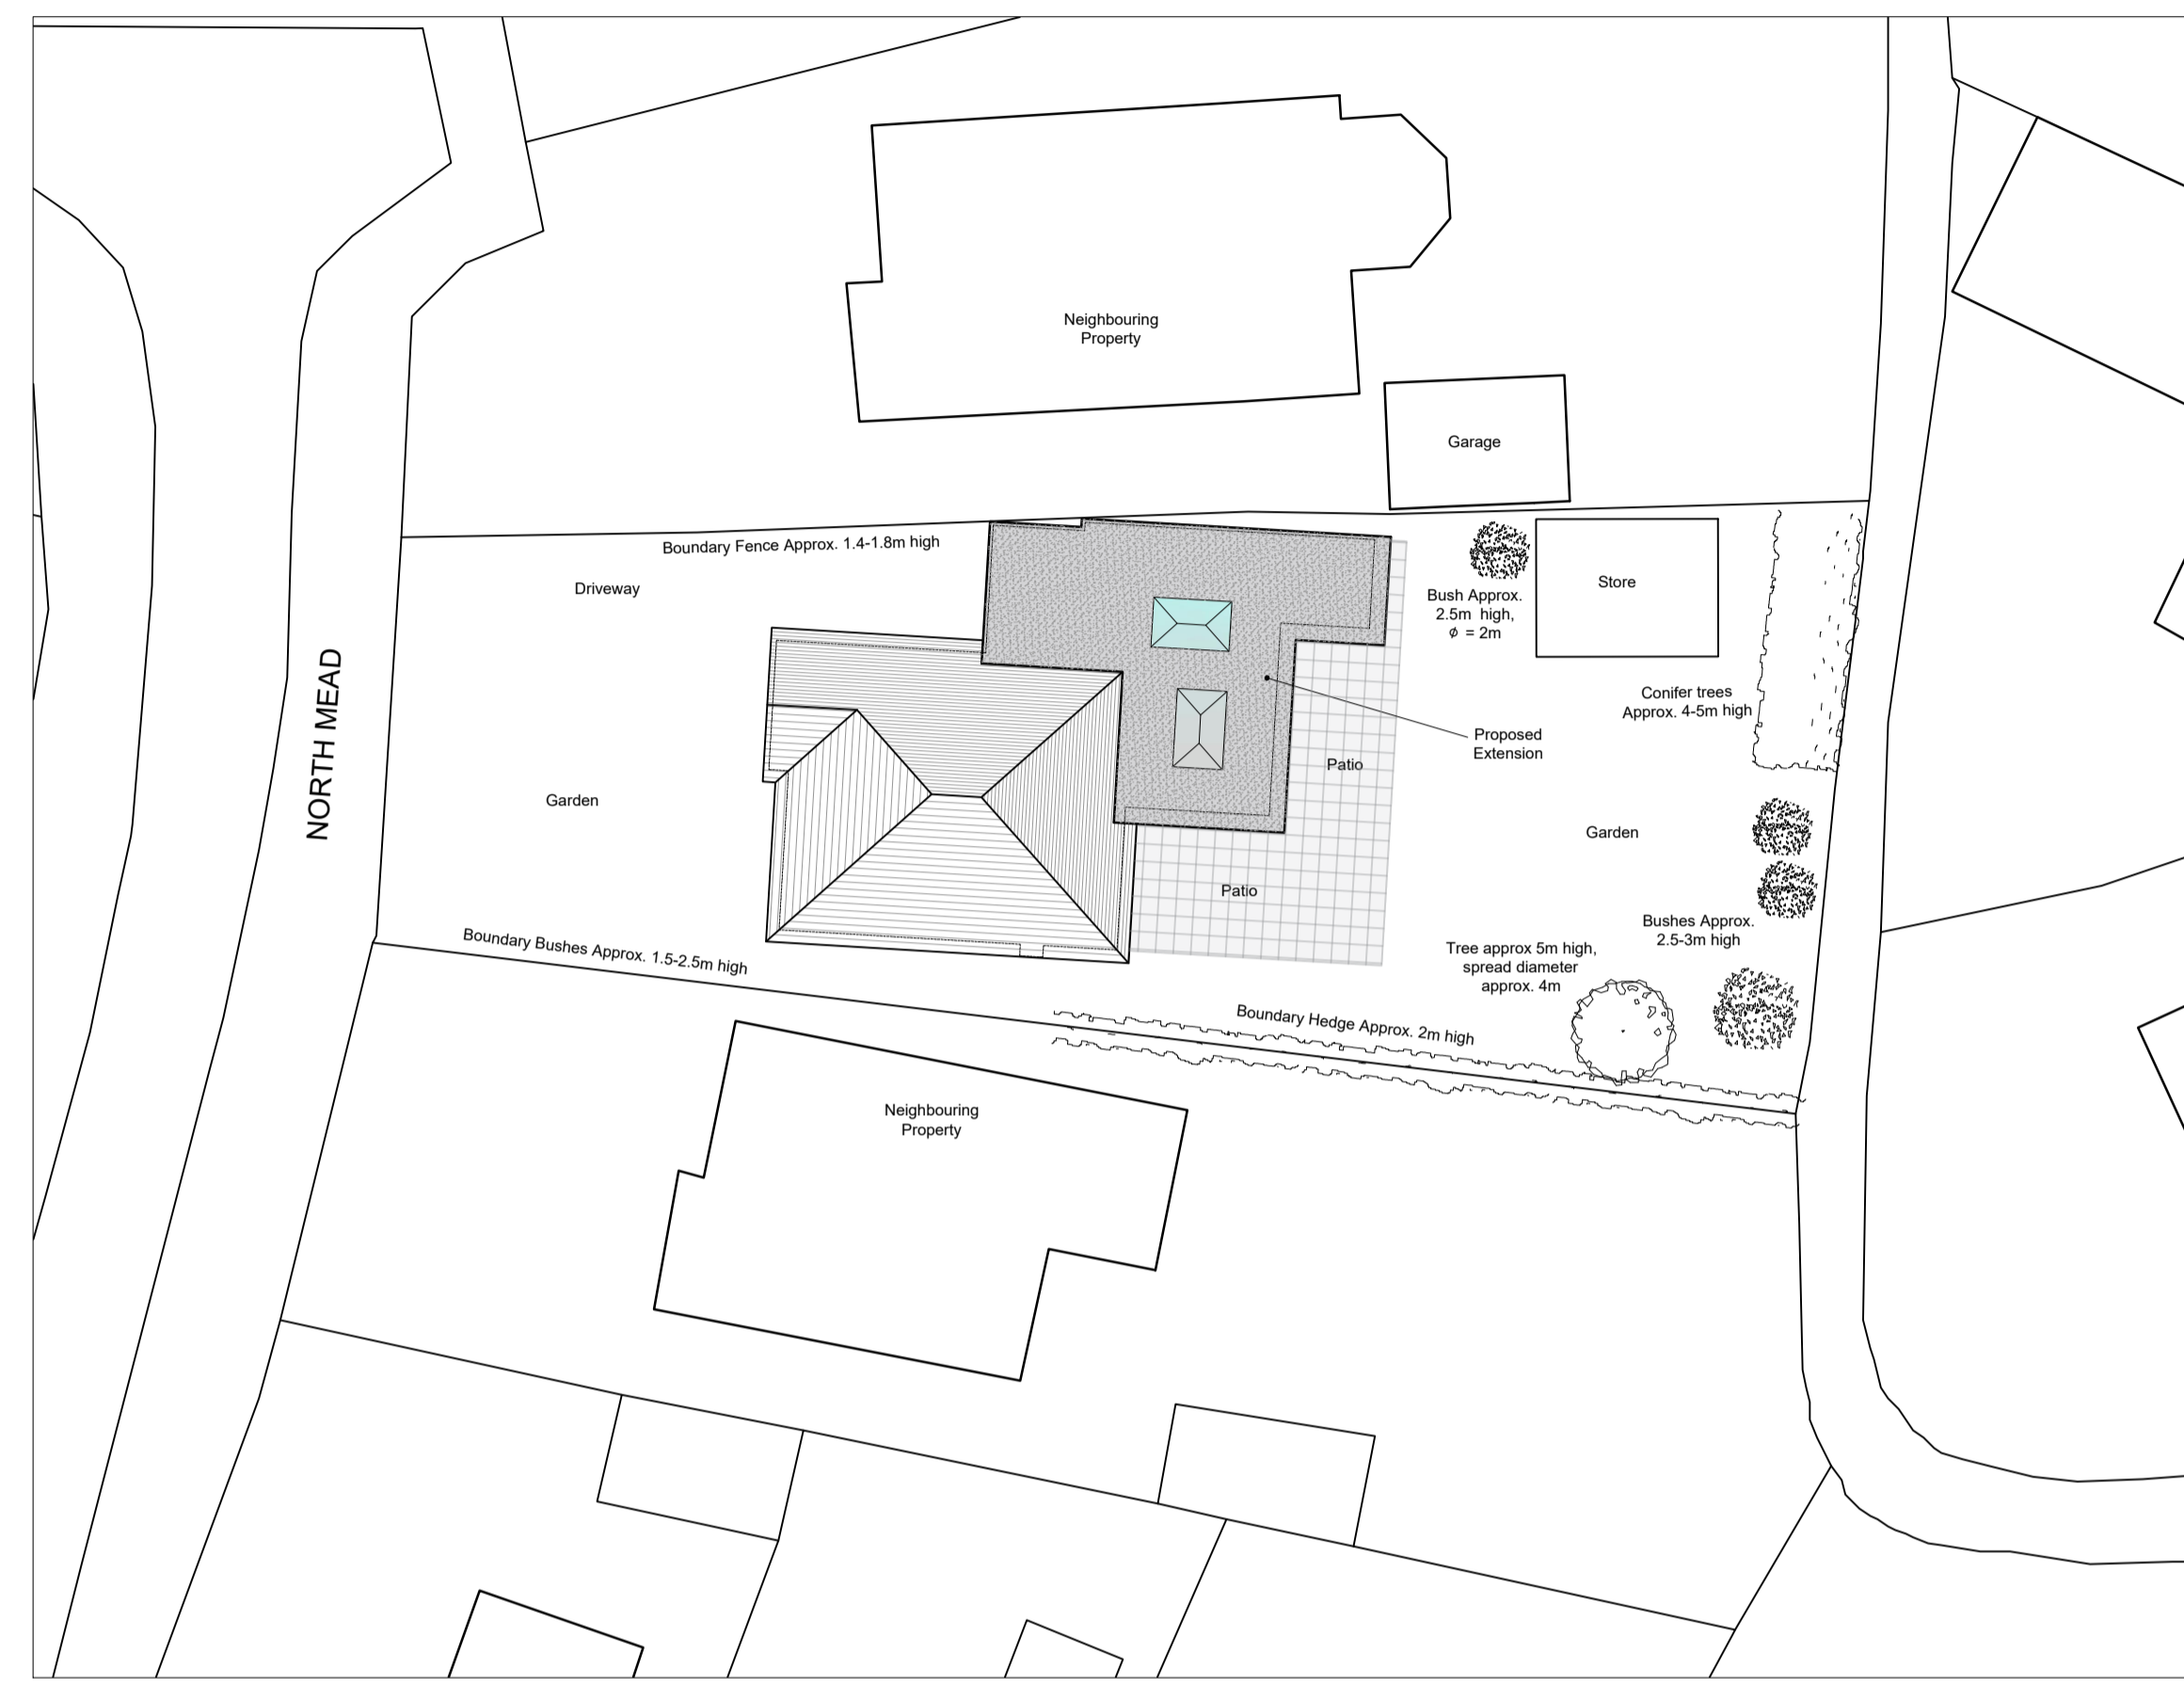 Neighbouring
Property
Garage
Boundary Fence Approx. 1.4-1.8m high
Driveway
Bush Approx.
2.5m high,
ϕ = 2m
Store
Conifer trees
Approx. 4-5m high
NORTH MEAD
Proposed
Extension
Patio
Garden
Garden
Patio
Bushes Approx.
2.5-3m high
Boundary Bushes Approx. 1.5-2.5m high
Tree approx 5m high,
spread diameter
approx. 4m
Boundary Hedge Approx. 2m high
Neighbouring
Property